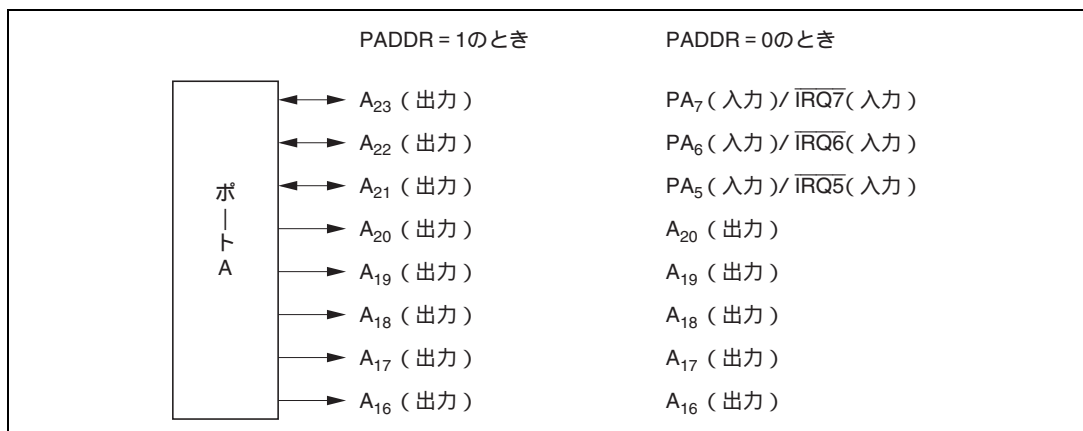 PADDR = 1のとき PADDR = 0のとき
ポートA
A23 ( 出力 ) PA7 ( 入力 )/ IRQ7( 入力 )
A22 ( 出力 ) PA6 ( 入力 )/ IRQ6( 入力 )
A21 ( 出力 ) PA5 ( 入力 )/ IRQ5( 入力 )
A20 ( 出力 ) A20 ( 出力 )
A19 ( 出力 ) A19 ( 出力 )
A18 ( 出力 ) A18 ( 出力 )
A17 ( 出力 ) A17 ( 出力 )
A16 ( 出力 ) A16 ( 出力 )